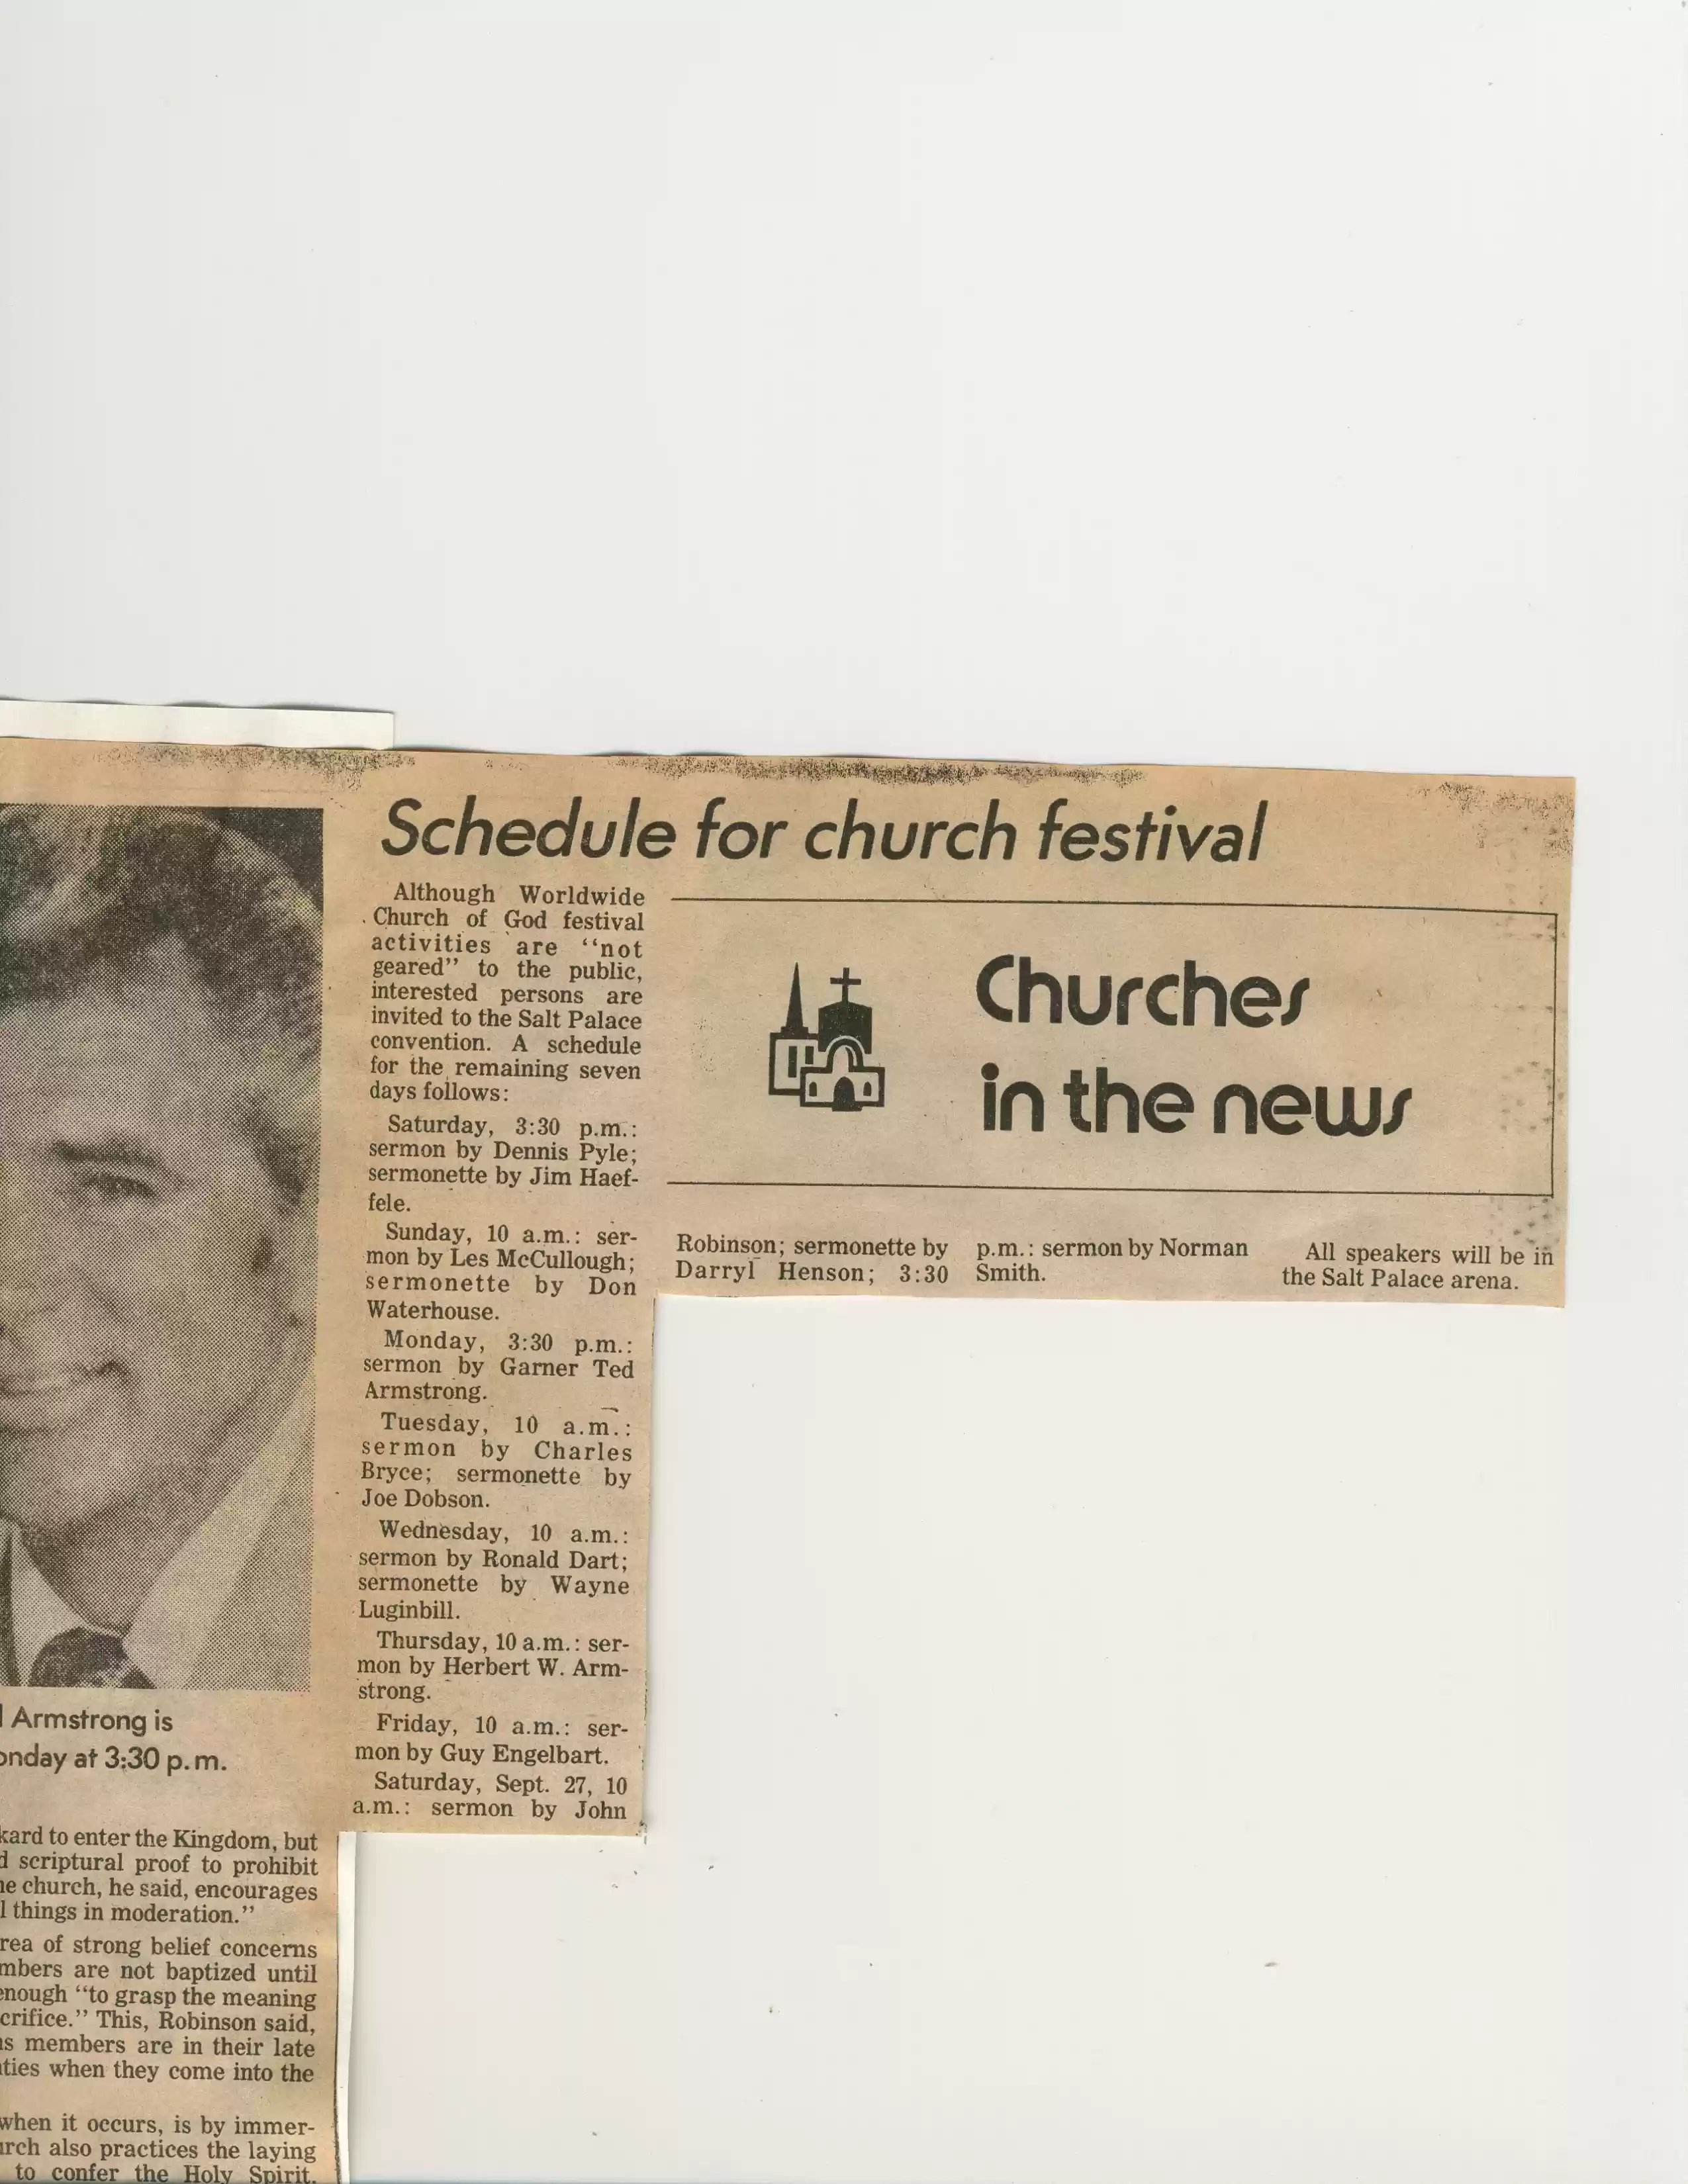 Schedule for church festival
Although Worldwide
Church of God festival
activities are “not
geared” to the public,
interested persons are
invited to the Salt Palace
convention. A schedule
for the remaining seven
days follows:
Saturday, 3:30 p.m.:
sermon by Dennis Pyle;
sermonette by Jim Haef-
fele.
Sunday, 10 a.m.: ser-
mon by Les McCullough;
sermonette by Don
Waterhouse.
Monday, 3:30 p.m.:
sermon by Garner Ted
Armstrong.
Tuesday, 10 a.m.:
sermon by Charles
Bryce; sermonette by
Joe Dobson.
Wednesday, 10 a.m.:
sermon by Ronald Dart;
sermonette by Wayne
Luginbill.
Thursday, 10 a.m.: ser-
mon by Herbert W. Arm-
strong.
Friday, 10 a.m.: ser-
mon by Guy Engelbart.
Saturday, Sept. 27, 10
a.m.: sermon by John
Churches
in the news
Robinson; sermonette by
Darryl Henson; 3:30
p.m.: sermon by Norman
Smith.
All speakers will be in
the Salt Palace arena.
Armstrong is
onday at 3:30 p.m.
kard to enter the Kingdom, but
scriptural proof to prohibit
church, he said, encourages
things in moderation.”
rea of strong belief concerns
mbers are not baptized until
enough “to grasp the meaning
crifice.” This, Robinson said,
members are in their late
ties when they come into the
when it occurs, is by immer-
rch also practices the laying
to confer the Holy Spirit.